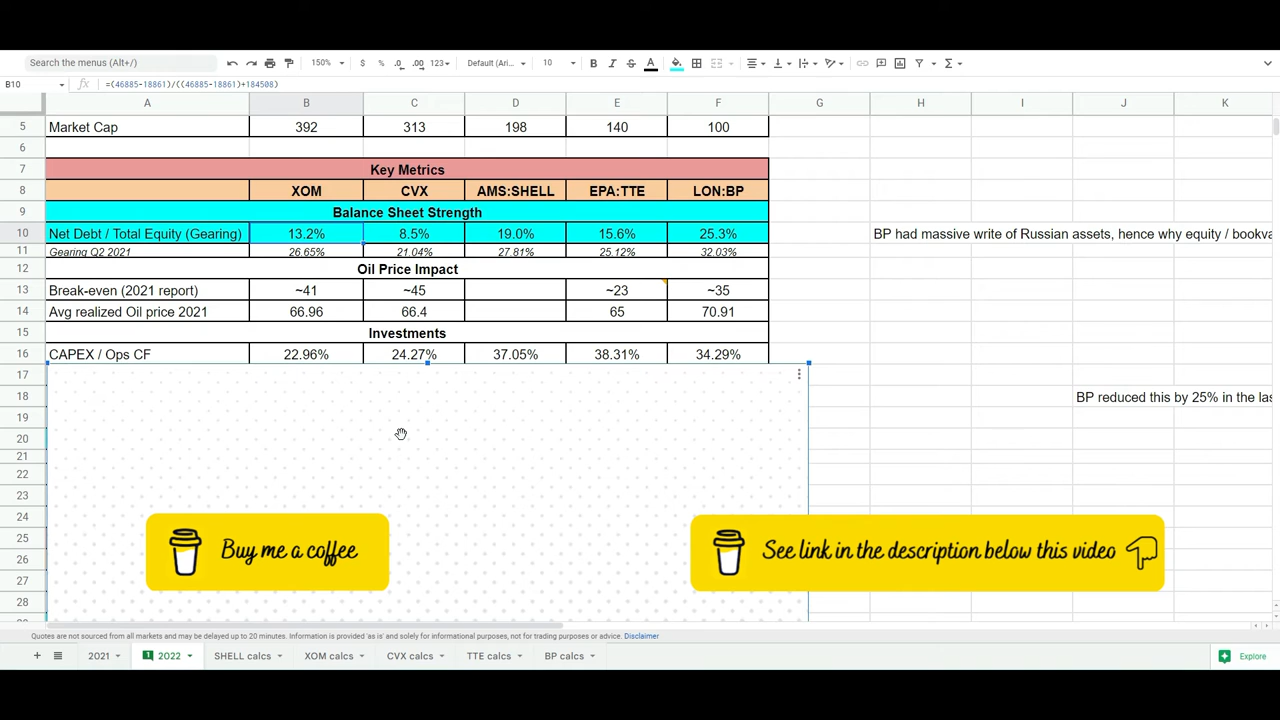 Search the menus (Alt+/)
150%
$ % .0 .00 123
Default (Ari...
10
B I S A
B10
fx =(46885-18861)/((46885-18861)+184508)
A B C D E F G H I J K
5 Market Cap 392 313 198 140 100
6
7 Key Metrics
8 XOM CVX AMS:SHELL EPA:TTE LON:BP
9 Balance Sheet Strength
10 Net Debt / Total Equity (Gearing) 13.2% 8.5% 19.0% 15.6% 25.3% BP had massive write of Russian assets, hence why equity / bookva
11 Gearing Q2 2021 26.65% 21.04% 27.81% 25.12% 32.03%
12 Oil Price Impact
13 Break-even (2021 report) ~41 ~45 ~23 ~35
14 Avg realized Oil price 2021 66.96 66.4 65 70.91
15 Investments
16 CAPEX / Ops CF 22.96% 24.27% 37.05% 38.31% 34.29%
17
18 BP reduced this by 25% in the las
19
20
21
22
23
24
25
26
27
28
Buy me a coffee
See link in the description below this video
Quotes are not sourced from all markets and may be delayed up to 20 minutes. Information is provided 'as is' and solely for informational purposes, not for trading purposes or advice. Disclaimer
+ 2021 1 2022 SHELL calcs XOM calcs CVX calcs TTE calcs BP calcs Explore